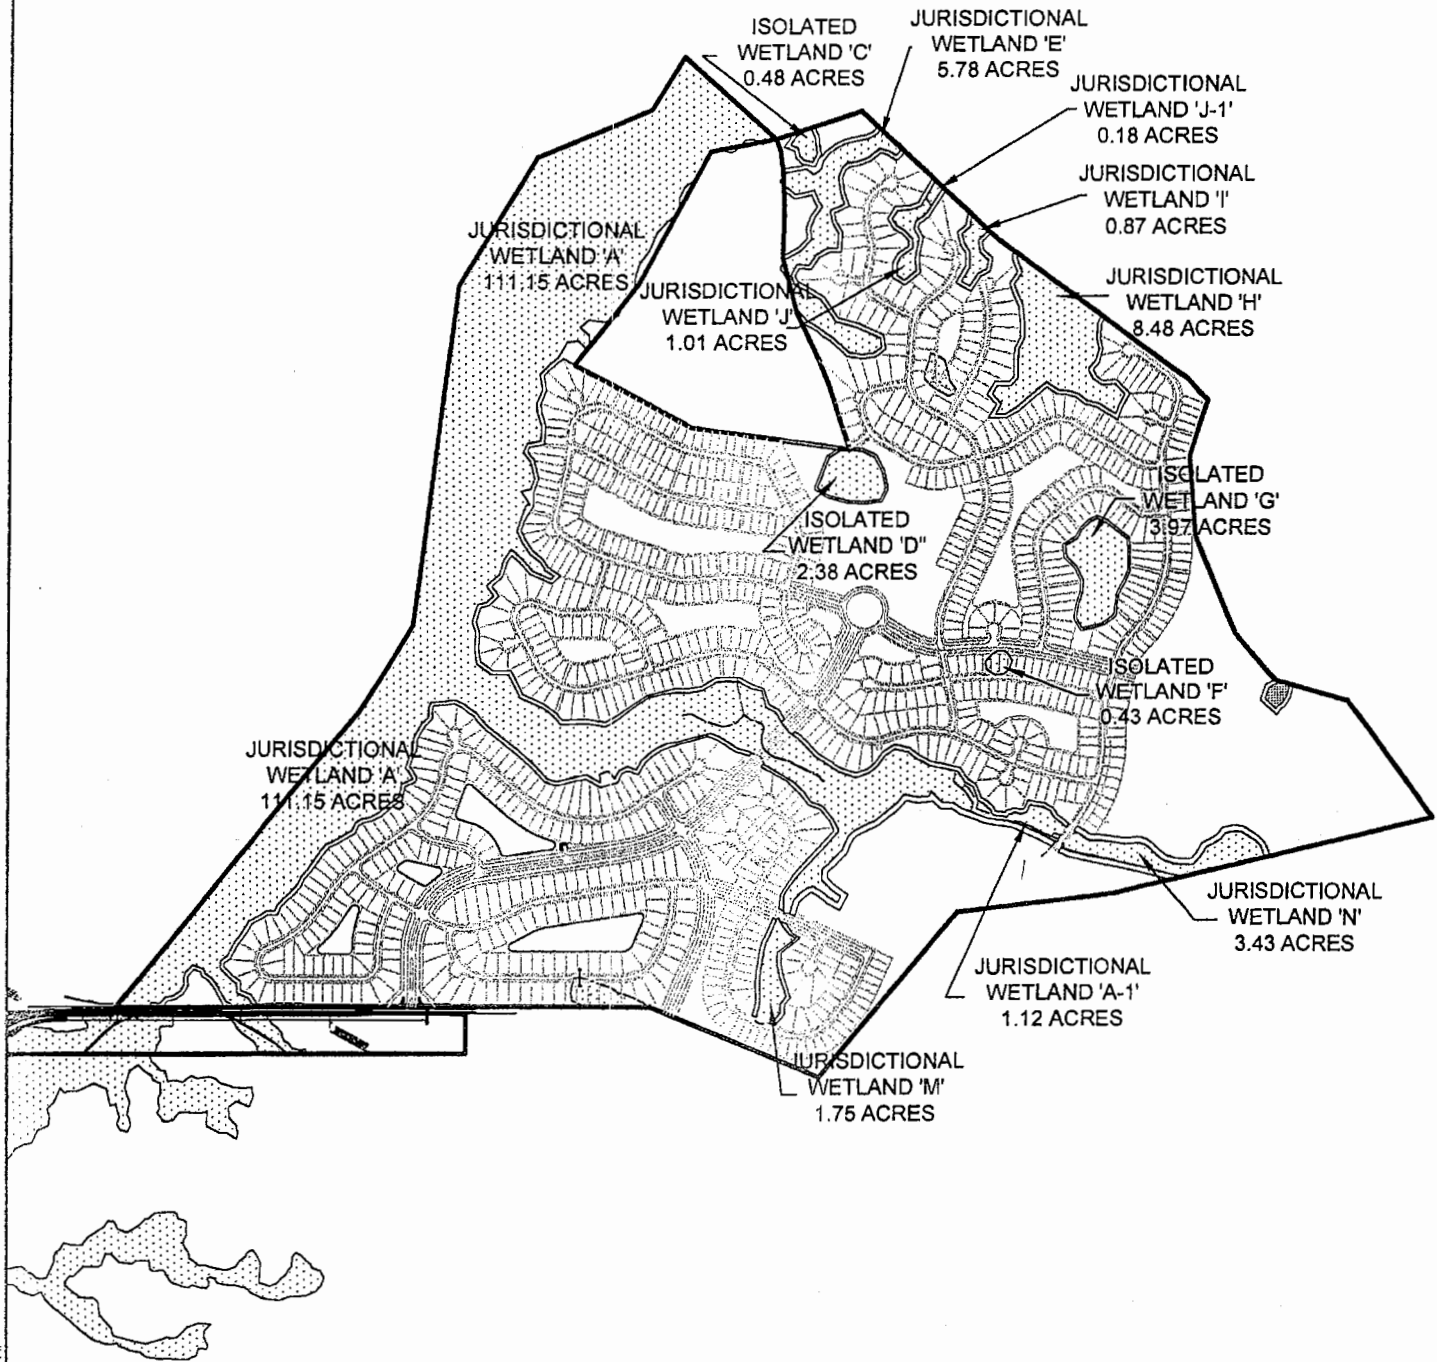 ISOLATED
WETLAND 'C'
0.48 ACRES
JURISDICTIONAL
WETLAND 'E'
5.78 ACRES
JURISDICTIONAL
WETLAND 'J-1'
0.18 ACRES
JURISDICTIONAL
WETLAND 'I'
0.87 ACRES
JURISDICTIONAL
WETLAND 'A'
111.15 ACRES
JURISDICTIONAL
WETLAND 'J'
1.01 ACRES
JURISDICTIONAL
WETLAND 'H'
8.48 ACRES
ISOLATED
WETLAND 'G'
3.97 ACRES
ISOLATED
WETLAND 'D"
2.38 ACRES
ISOLATED
WETLAND 'F'
0.43 ACRES
JURISDICTIONAL
WETLAND 'A'
111.15 ACRES
JURISDICTIONAL
WETLAND 'N'
3.43 ACRES
JURISDICTIONAL
WETLAND 'A-1'
1.12 ACRES
JURISDICTIONAL
WETLAND 'M'
1.75 ACRES